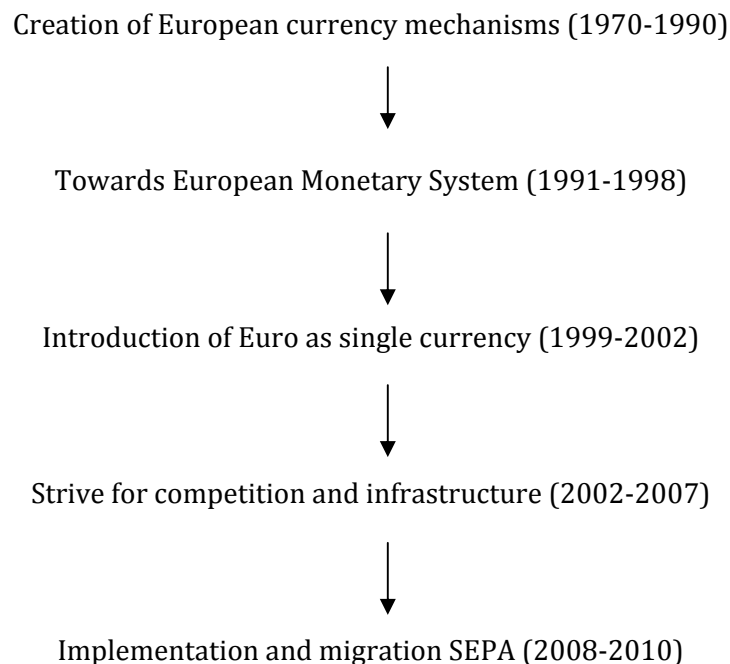 Creation of European currency mechanisms (1970-1990)
Towards European Monetary System (1991-1998)
Introduction of Euro as single currency (1999-2002)
Strive for competition and infrastructure (2002-2007)
Implementation and migration SEPA (2008-2010)